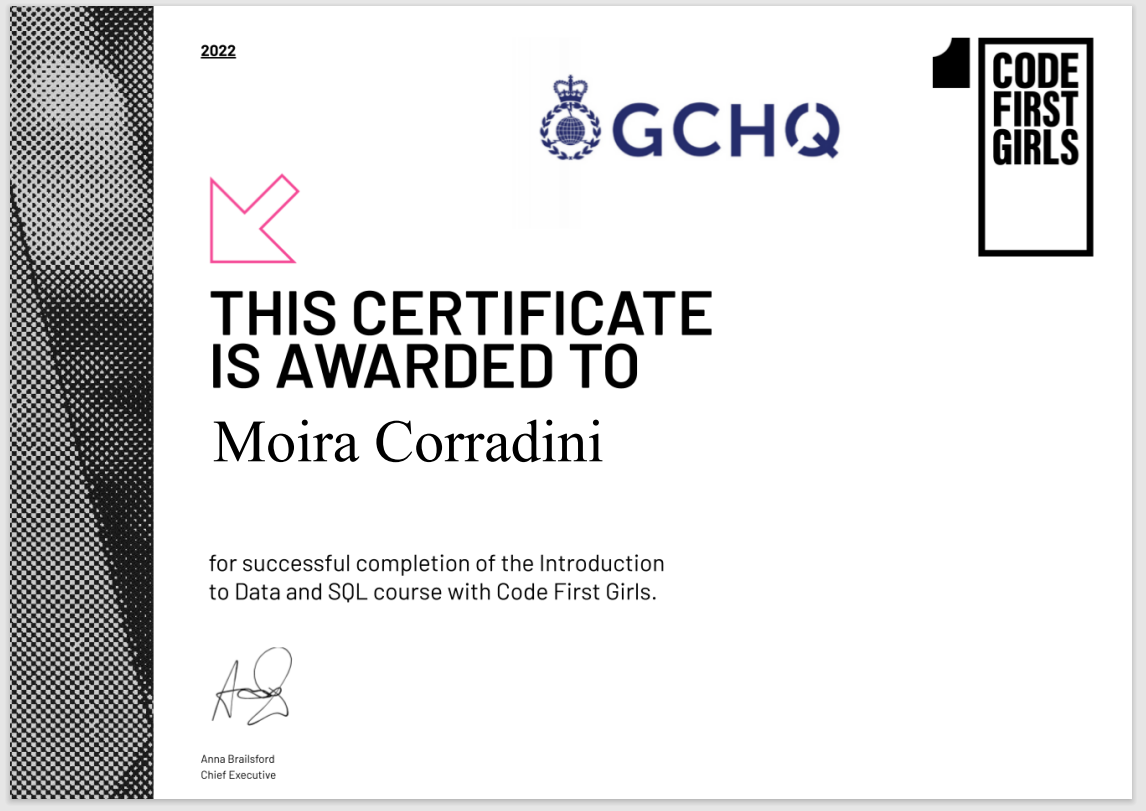 2022
GCHQ
CODE
FIRST
GIRLS
THIS CERTIFICATE
IS AWARDED TO
Moira Corradini
for successful completion of the Introduction
to Data and SQL course with Code First Girls.
Anna Brailsford
Chief Executive